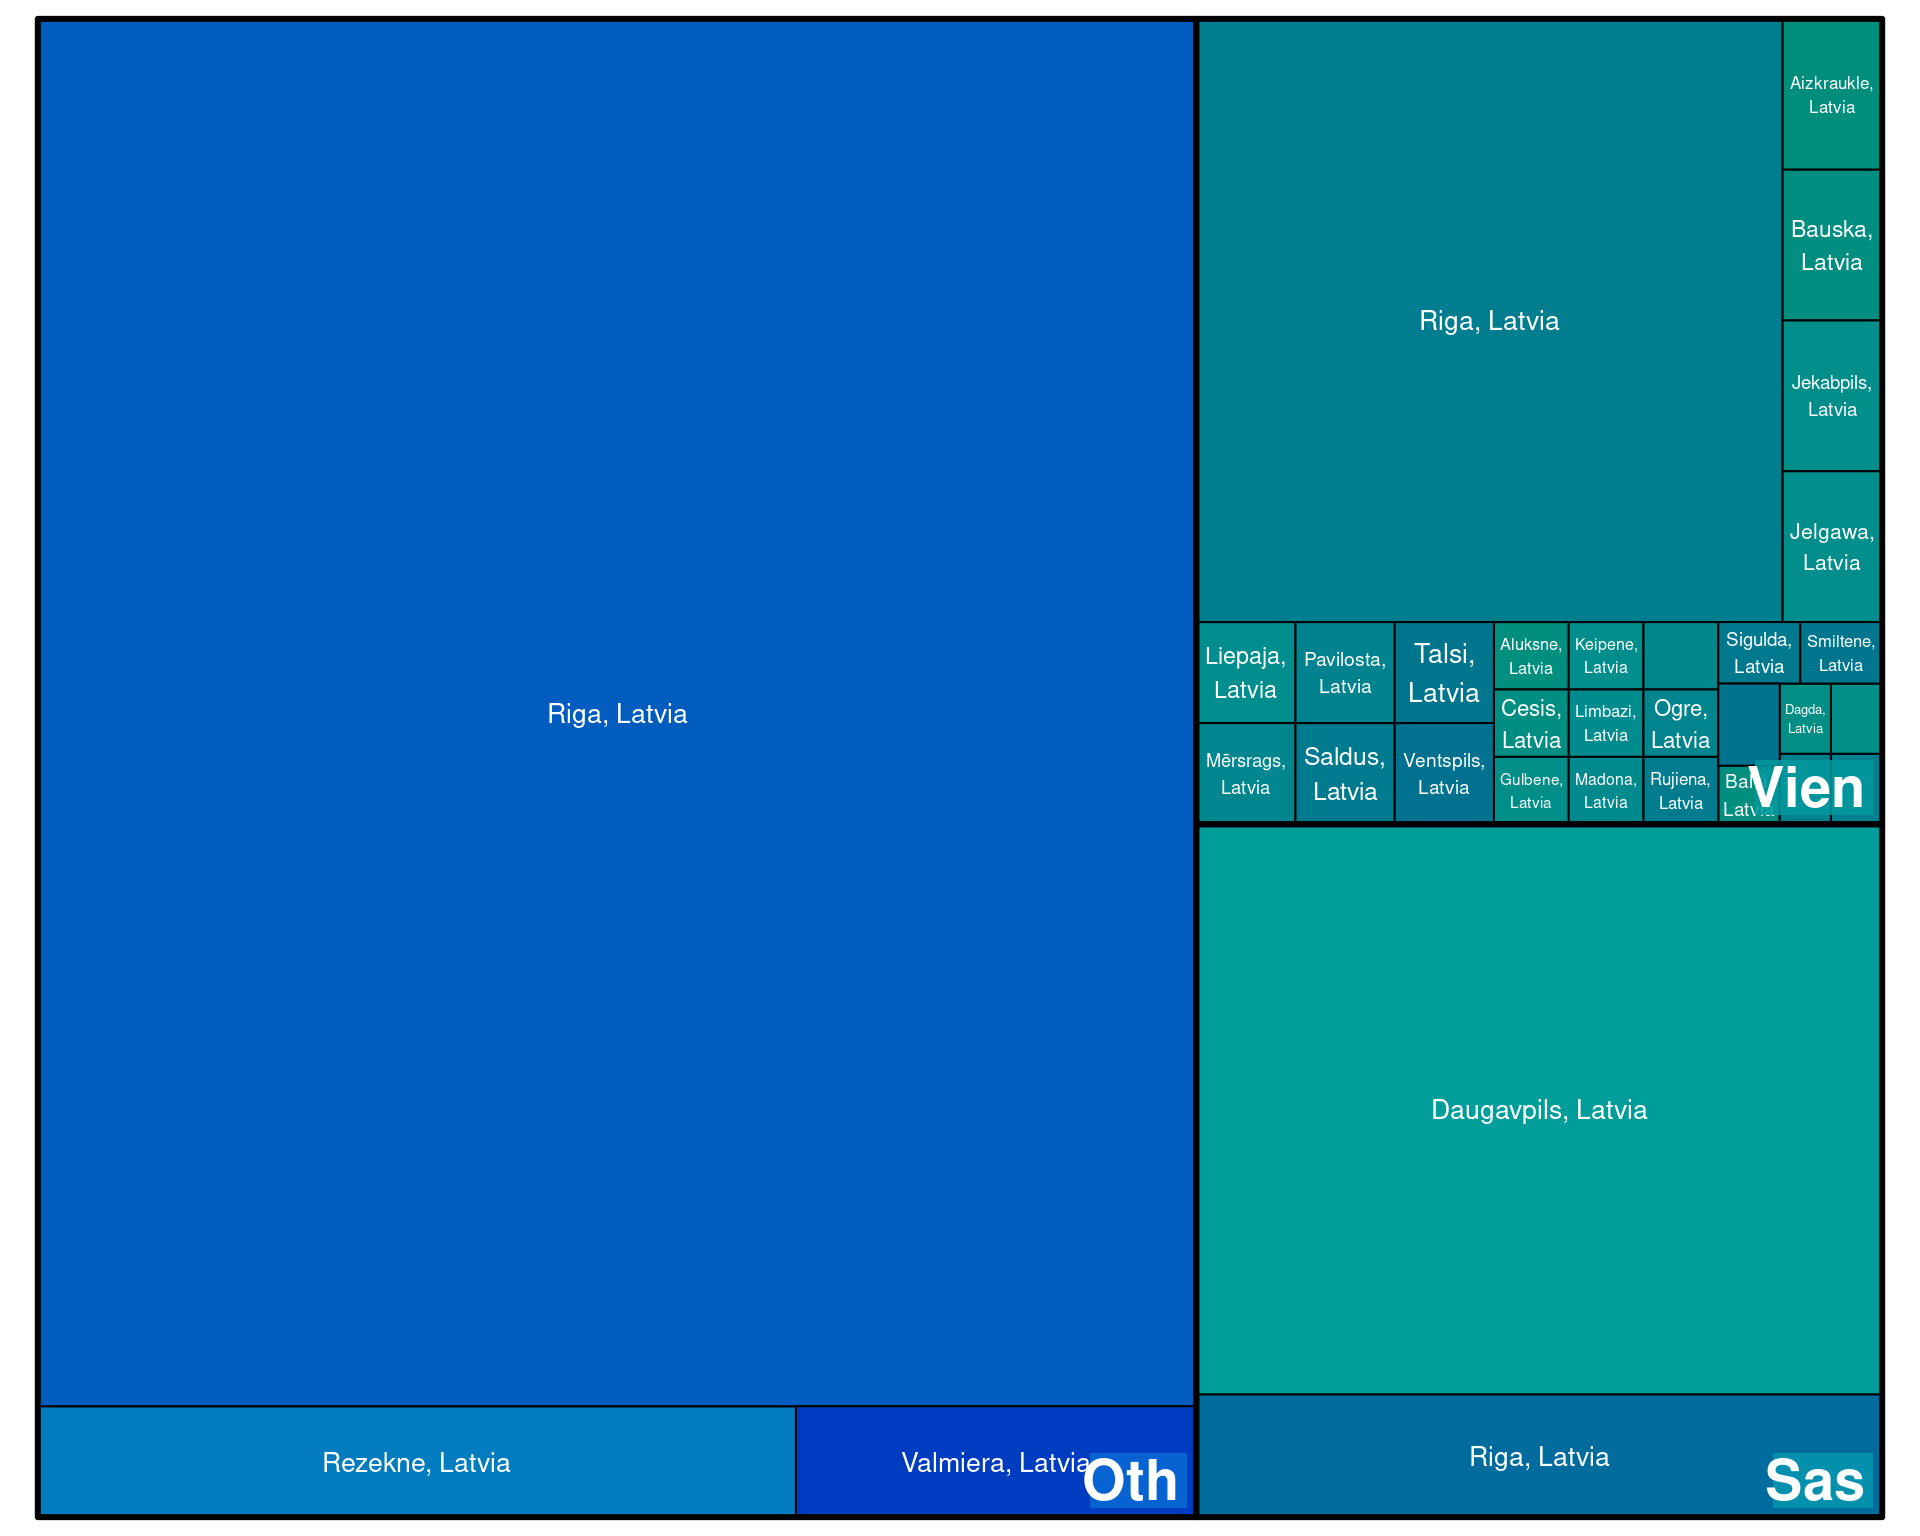 Riga, Latvia
Rezekne, Latvia
Valmiera, Latvia
Oth
Riga, Latvia
Aizkraukle,
Latvia
Bauska,
Latvia
Jekabpils,
Latvia
Jelgawa,
Latvia
Liepaja,
Latvia
Mērsrags,
Latvia
Pavilosta,
Latvia
Saldus,
Latvia
Talsi,
Latvia
Ventspils,
Latvia
Aluksne,
Latvia
Cesis,
Latvia
Gulbene,
Latvia
Keipene,
Latvia
Limbazi,
Latvia
Madona,
Latvia
Ogre,
Latvia
Rujiena,
Latvia
Sigulda,
Latvia
Smiltene,
Latvia
Dagda,
Latvia
Latvia
Vien
Daugavpils, Latvia
Riga, Latvia
Sas